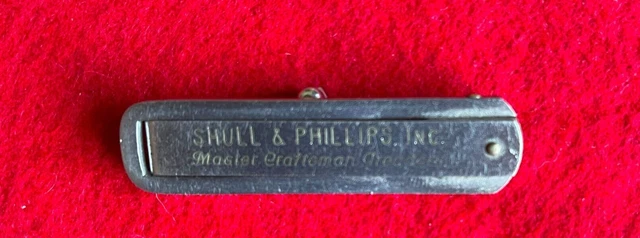 SHULL & PHILLIPS, INC.
Master Craftsman